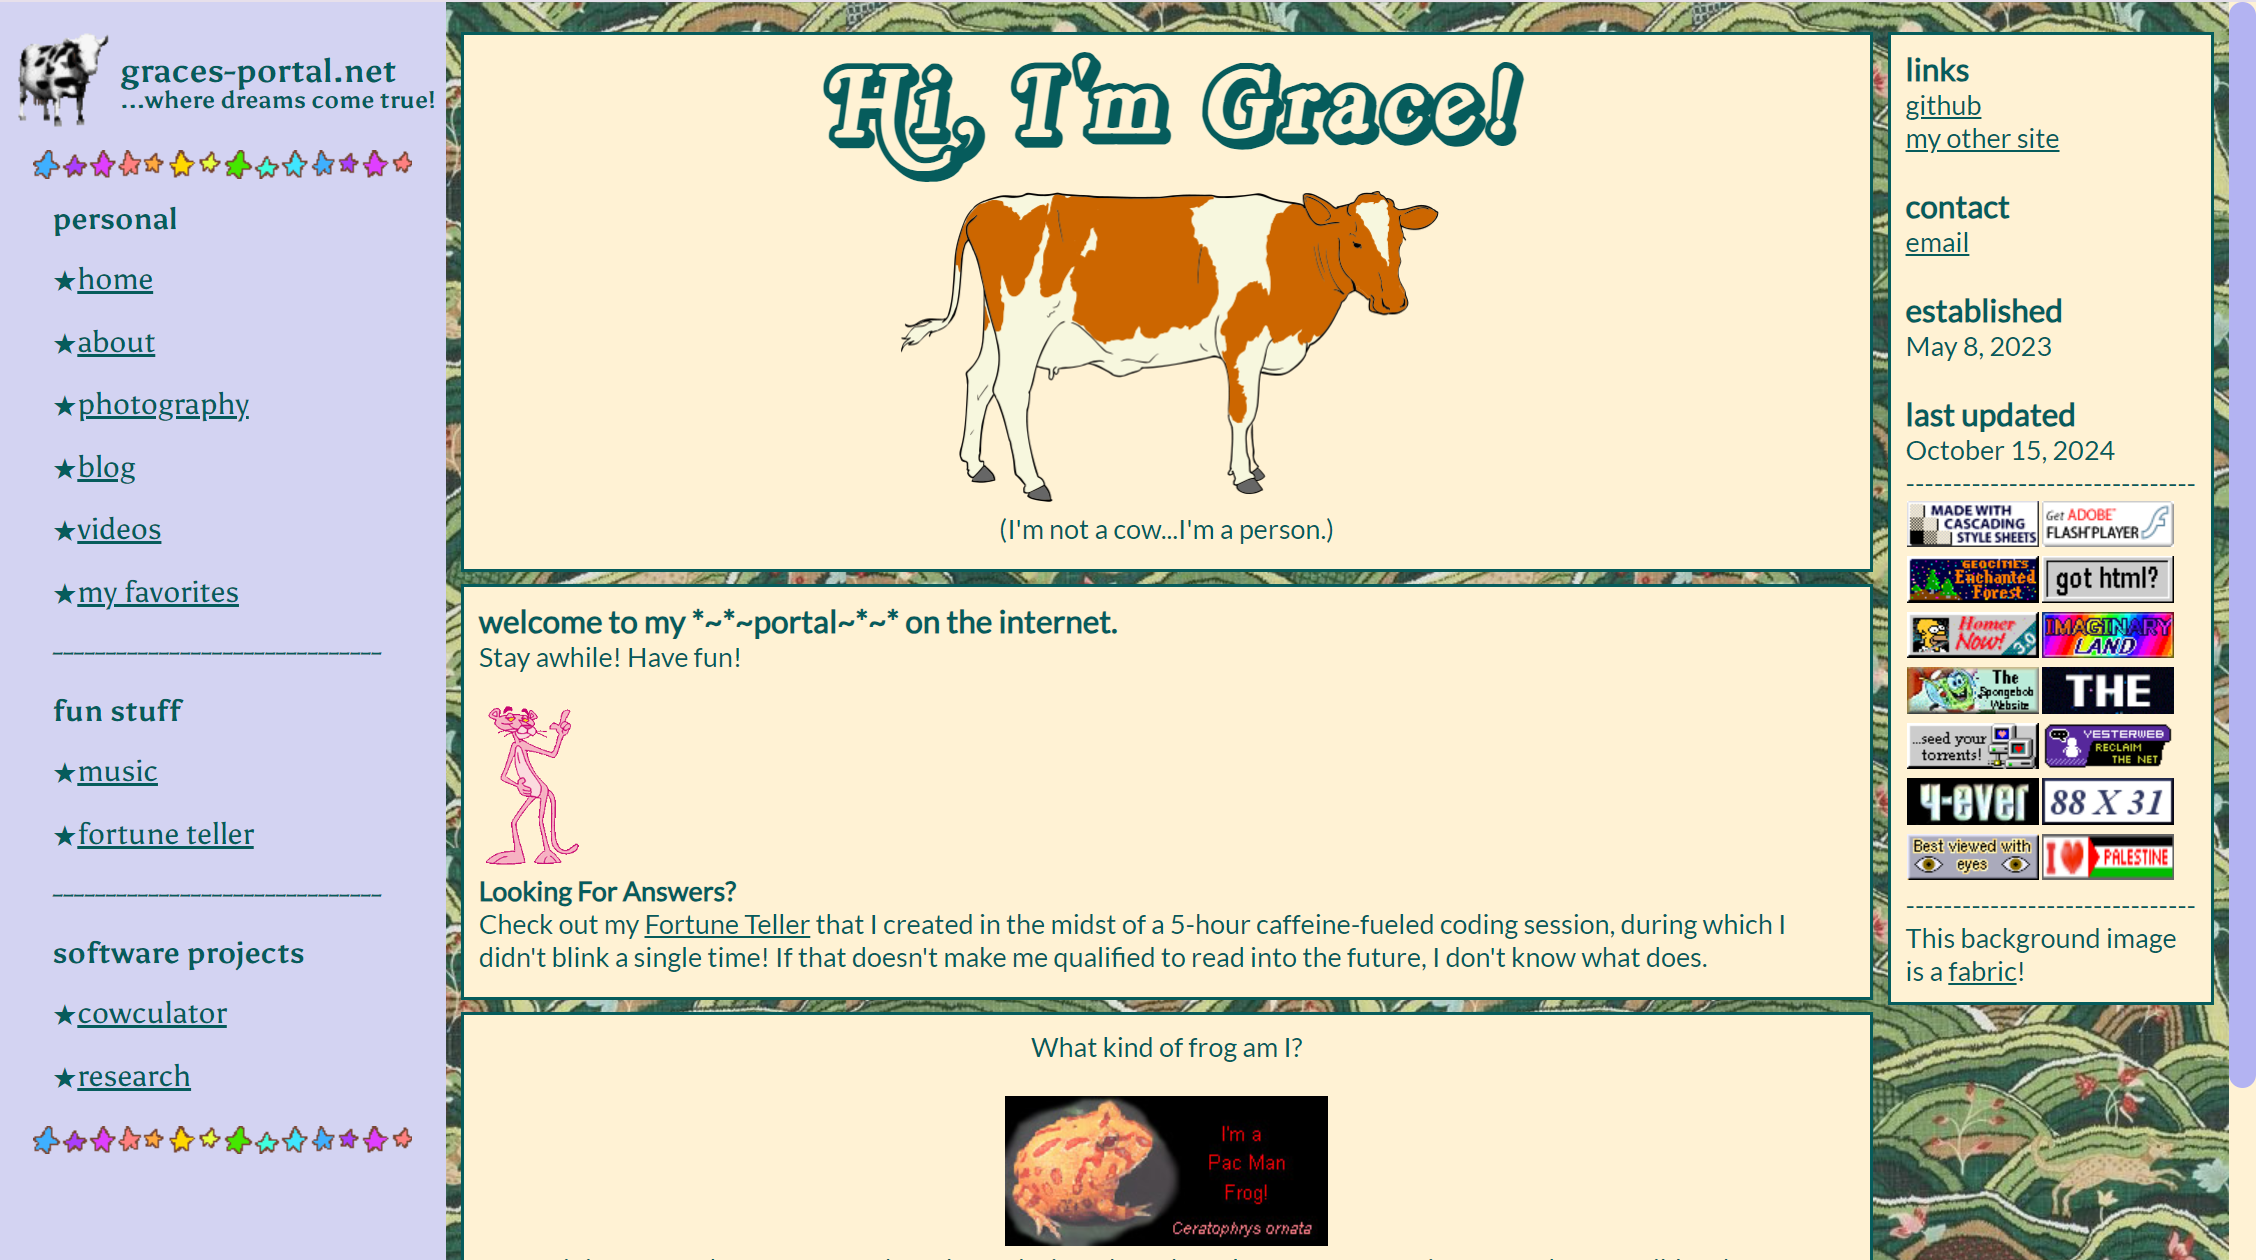 graces-portal.net
...where dreams come true!
personal
★home
★about
★photography
★blog
★videos
★my favorites
_______________________________
fun stuff
★music
★fortune teller
_______________________________
software projects
★cowculator
★research
Hi, I'm Grace!
(I'm not a cow...I'm a person.)
welcome to my *~*~portal~*~* on the internet.
Stay awhile! Have fun!
Looking For Answers?
Check out my Fortune Teller that I created in the midst of a 5-hour caffeine-fueled coding session, during which I
didn't blink a single time! If that doesn't make me qualified to read into the future, I don't know what does.
What kind of frog am I?
I'm a
Pac Man
Frog!
Ceratophrys ornata
links
github
my other site
contact
email
established
May 8, 2023
last updated
October 15, 2024
-------------------------------
MADE WITH
CASCADING
STYLE SHEETS
Get ADOBE
FLASH PLAYER
GEOCITIES
Enchanted
Forest
got html?
Homer
Now! 3.0
IMAGINARY
LAND
The
Spongebob
Website
THE
...seed your
torrents!
YESTERWEB
RECLAIM
THE NET
4-ever
88 X 31
Best viewed with
eyes
I PALESTINE
-------------------------------
This background image
is a fabric!